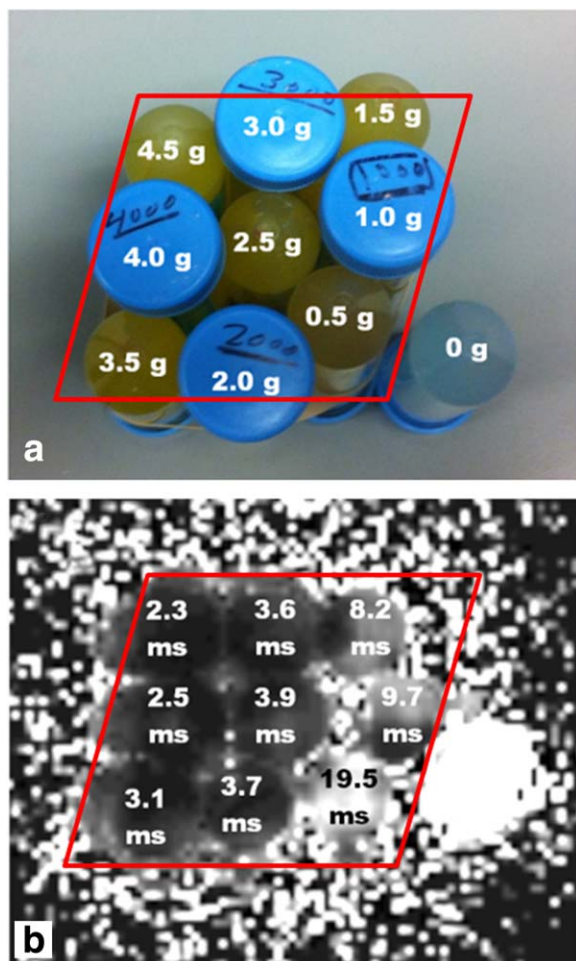 3000
3.0 g
1.5 g
4.5 g
1000
1.0 g
4000
4.0 g
2.5 g
0.5 g
3.5 g
2000
2.0 g
0 g
a
2.3 ms
3.6 ms
8.2 ms
2.5 ms
3.9 ms
9.7 ms
3.1 ms
3.7 ms
19.5 ms
b